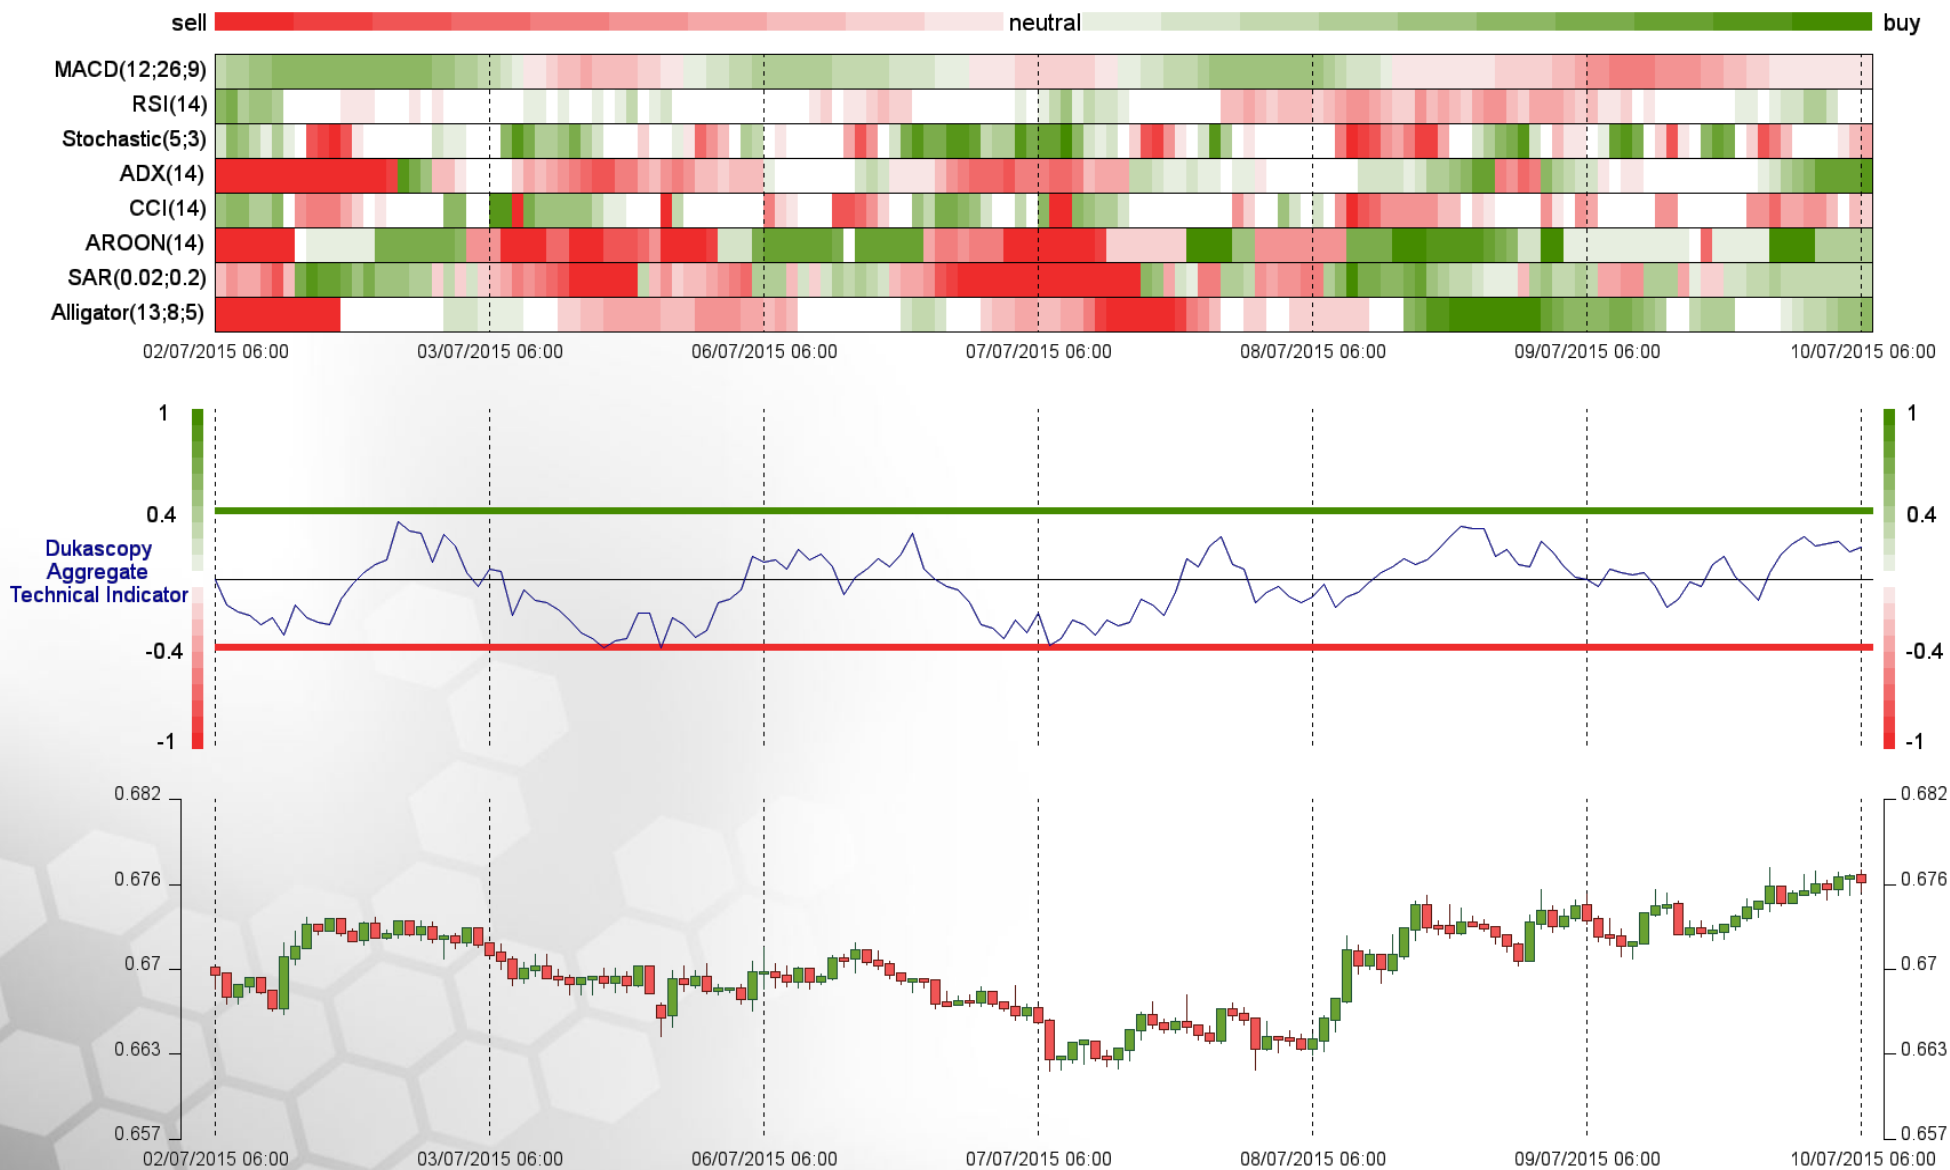 sell neutral buy
MACD(12;26;9)
RSI(14)
Stochastic(5;3)
ADX(14)
CCI(14)
AROON(14)
SAR(0.02;0.2)
Alligator(13;8;5)
02/07/2015 06:00 03/07/2015 06:00 06/07/2015 06:00 07/07/2015 06:00 08/07/2015 06:00 09/07/2015 06:00 10/07/2015 06:00
1 1
0.4 0.4
Dukascopy
Aggregate
Technical Indicator
-0.4 -0.4
-1 -1
0.682 0.682
0.676 0.676
0.67 0.67
0.663 0.663
0.657 0.657
02/07/2015 06:00 03/07/2015 06:00 06/07/2015 06:00 07/07/2015 06:00 08/07/2015 06:00 09/07/2015 06:00 10/07/2015 06:00